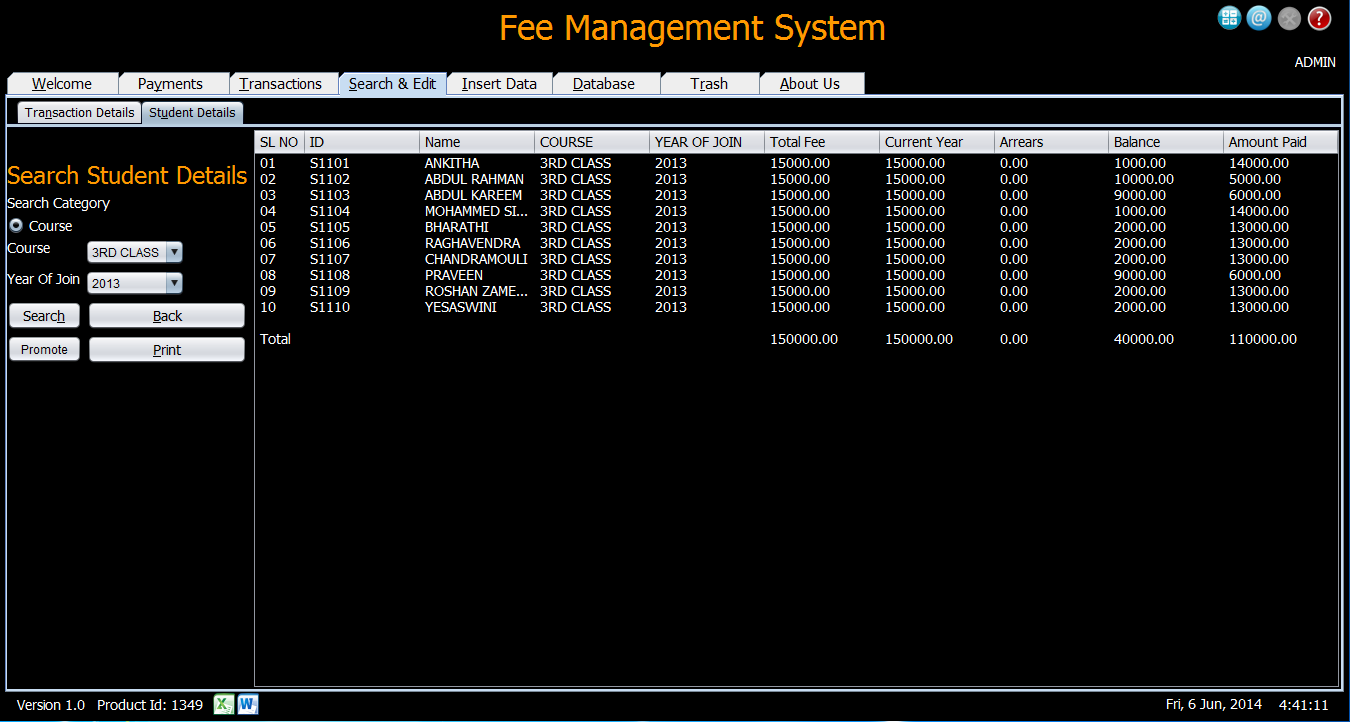 Fee Management System
ADMIN
Welcome Payments Transactions Search & Edit Insert Data Database Trash About Us
Transaction Details Student Details
SL NO ID Name COURSE YEAR OF JOIN Total Fee Current Year Arrears Balance Amount Paid
01 S1101 ANKITHA 3RD CLASS 2013 15000.00 15000.00 0.00 1000.00 14000.00
02 S1102 ABDUL RAHMAN 3RD CLASS 2013 15000.00 15000.00 0.00 10000.00 5000.00
03 S1103 ABDUL KAREEM 3RD CLASS 2013 15000.00 15000.00 0.00 9000.00 6000.00
04 S1104 MOHAMMED SI... 3RD CLASS 2013 15000.00 15000.00 0.00 1000.00 14000.00
05 S1105 BHARATHI 3RD CLASS 2013 15000.00 15000.00 0.00 2000.00 13000.00
06 S1106 RAGHAVENDRA 3RD CLASS 2013 15000.00 15000.00 0.00 2000.00 13000.00
07 S1107 CHANDRAMOULI 3RD CLASS 2013 15000.00 15000.00 0.00 2000.00 13000.00
08 S1108 PRAVEEN 3RD CLASS 2013 15000.00 15000.00 0.00 9000.00 6000.00
09 S1109 ROSHAN ZAME... 3RD CLASS 2013 15000.00 15000.00 0.00 2000.00 13000.00
10 S1110 YESASWINI 3RD CLASS 2013 15000.00 15000.00 0.00 2000.00 13000.00
Total 150000.00 150000.00 0.00 40000.00 110000.00
Search Student Details
Search Category
Course
Course 3RD CLASS
Year Of Join 2013
Search Back
Promote Print
Version 1.0 Product Id: 1349 Fri, 6 Jun, 2014 4:41:11